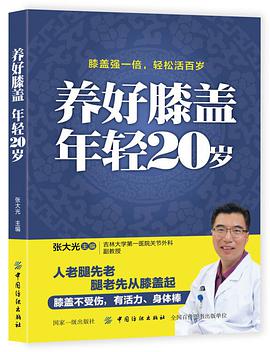 养好膝盖 年轻20岁
张大光 主编
中国纺织出版社
膝盖强一倍，轻松活百岁
养好膝盖
年轻20岁
张大光 主编
吉林大学第一医院关节外科
副教授
人老腿先老
腿老先从膝盖起
膝盖不受伤，有活力、身体棒
中国纺织出版社
国家一级出版社
全国百佳图书出版单位